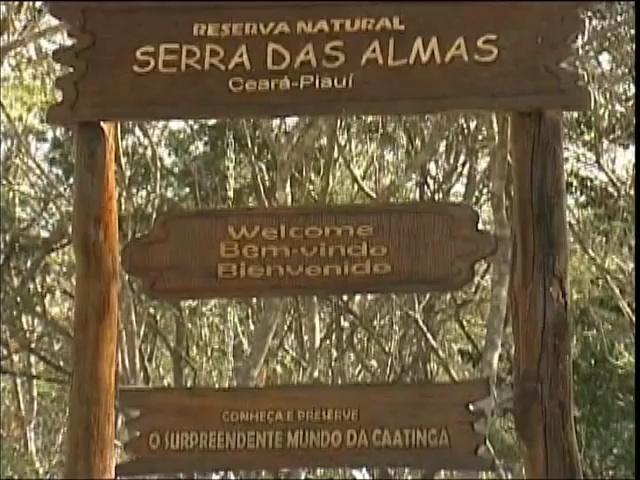 RESERVA NATURAL
SERRA DAS ALMAS
Ceará-Piauí
Welcome
Bem-vindo
Bienvenido
CONHEÇA E PRESERVE
O SURPREENDENTE MUNDO DA CAATINGA